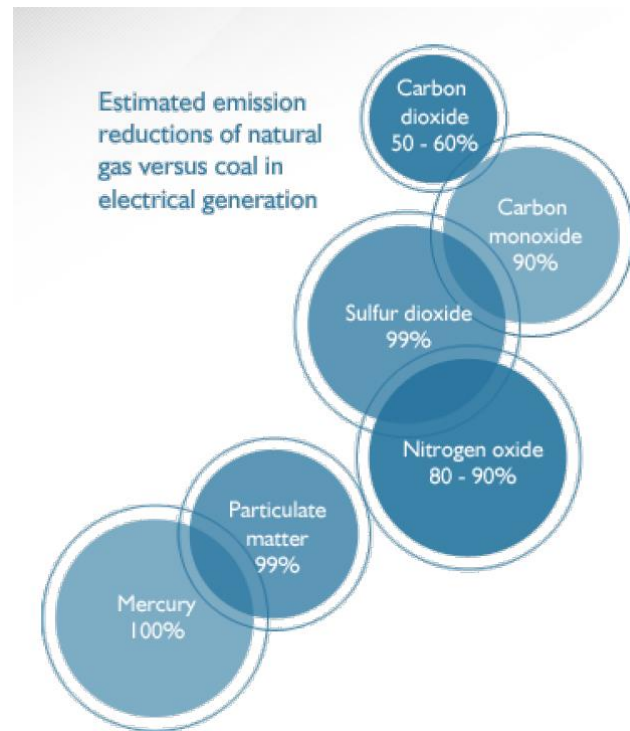 Estimated emission
reductions of natural
gas versus coal in
electrical generation
Carbon
dioxide
50 - 60%
Carbon
monoxide
90%
Sulfur dioxide
99%
Nitrogen oxide
80 - 90%
Particulate
matter
99%
Mercury
100%